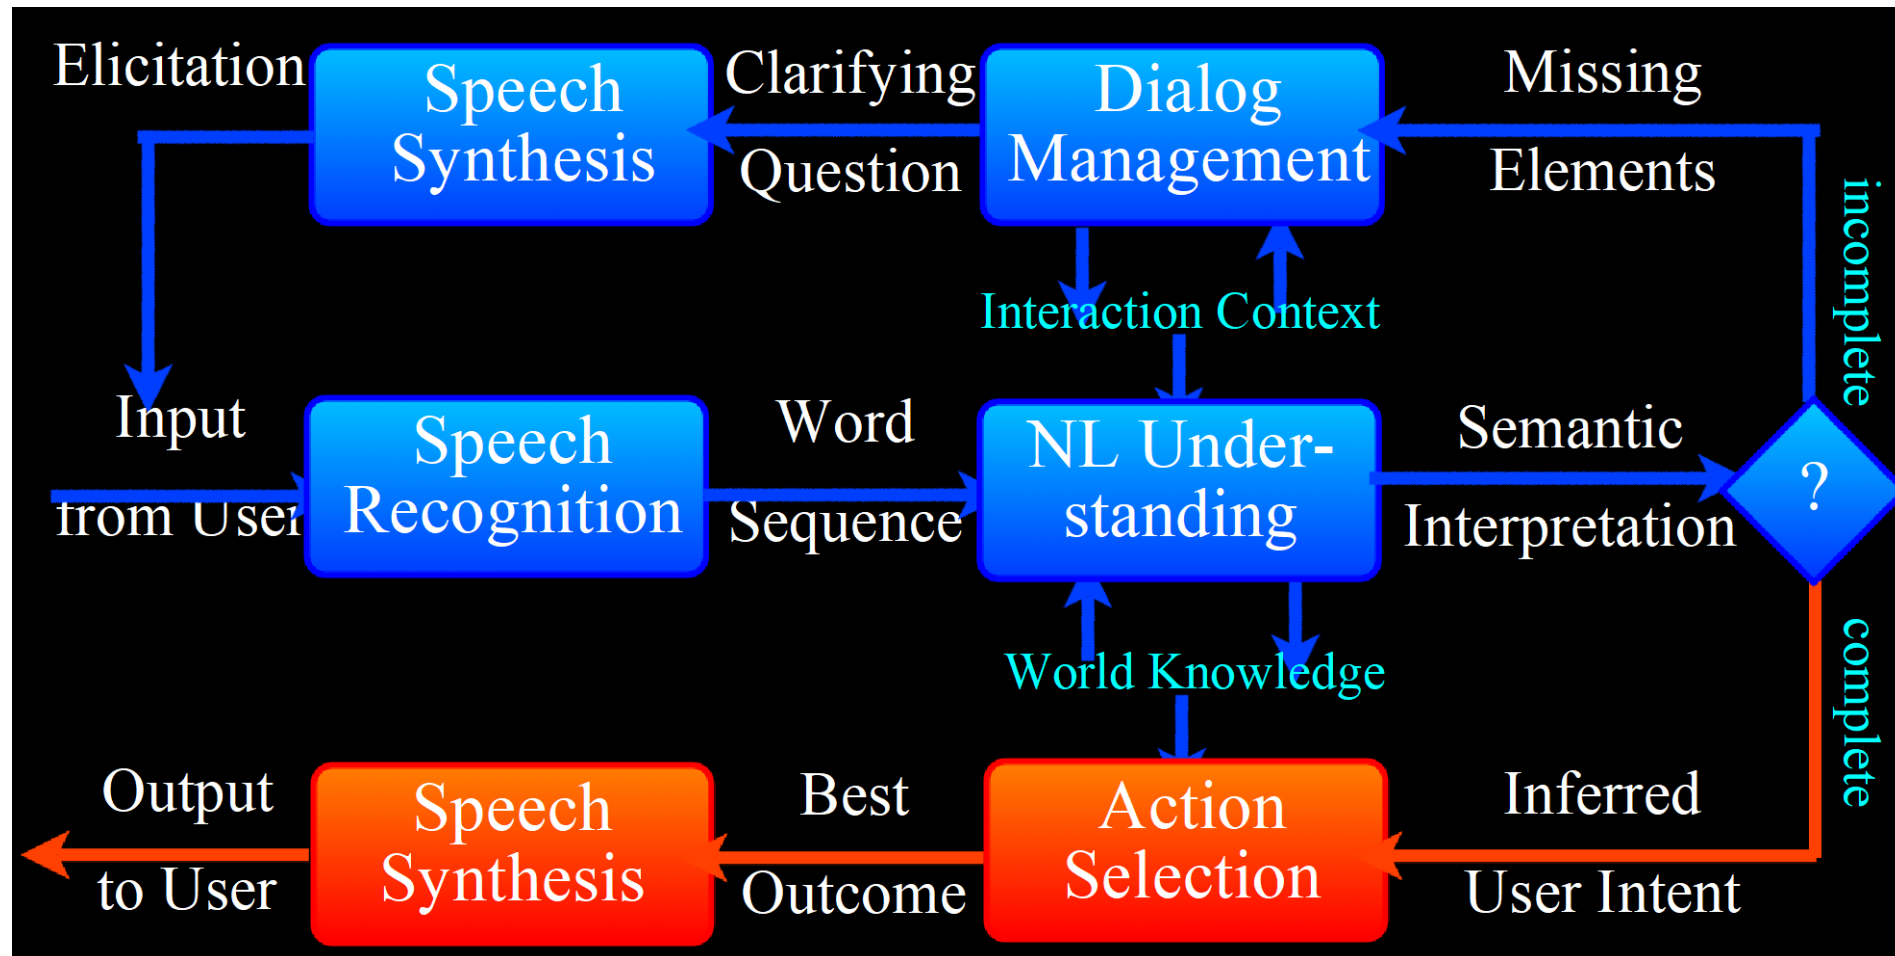 Elicitation
Speech
Synthesis
Clarifying
Question
Dialog
Management
Missing
Elements
incomplete
Interaction Context
Input
from User
Speech
Recognition
Word
Sequence
NL Under-
standing
Semantic
Interpretation
?
World Knowledge
complete
Output
to User
Speech
Synthesis
Best
Outcome
Action
Selection
Inferred
User Intent